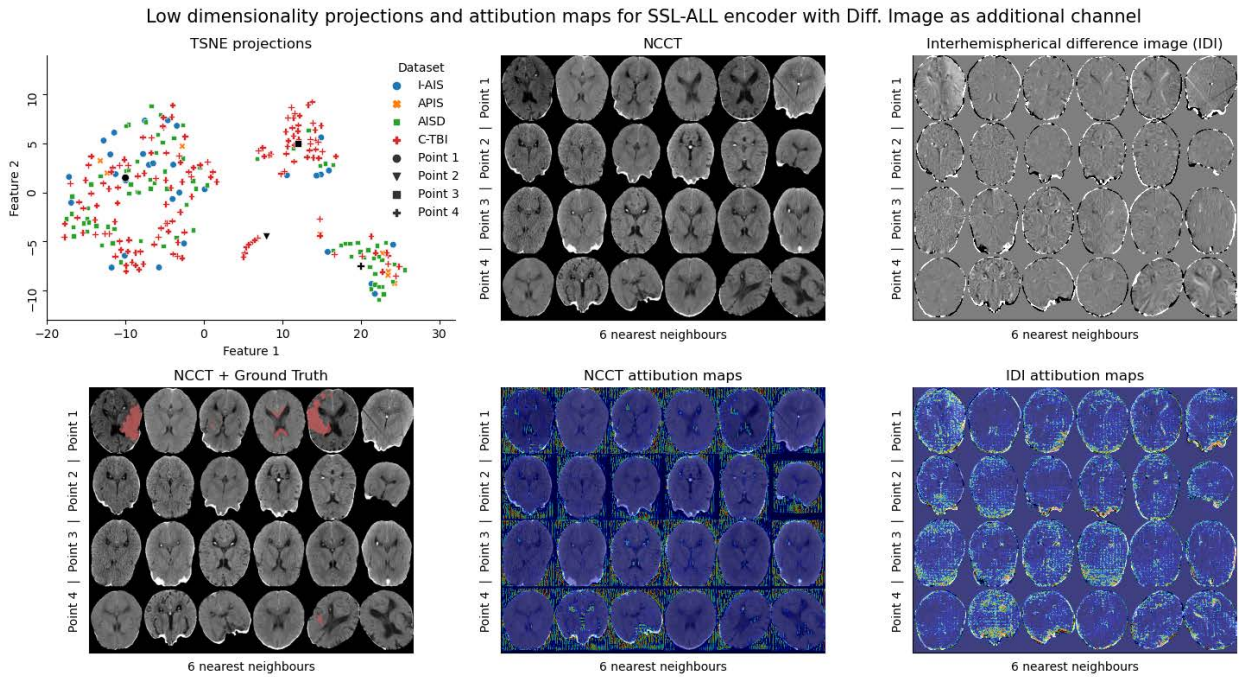 Low dimensionality projections and attibution maps for SSL-ALL encoder with Diff. Image as additional channel
TSNE projections
Dataset
I-AIS
APIS
AISD
C-TBI
Point 1
Point 2
Point 3
Point 4
10
5
0
−5
−10
Feature 2
−20
−10
0
10
20
30
Feature 1
NCCT
Point 4 | Point 3 | Point 2 | Point 1
6 nearest neighbours
Interhemispherical difference image (IDI)
Point 4 | Point 3 | Point 2 | Point 1
6 nearest neighbours
NCCT + Ground Truth
Point 4 | Point 3 | Point 2 | Point 1
6 nearest neighbours
NCCT attibution maps
Point 4 | Point 3 | Point 2 | Point 1
6 nearest neighbours
IDI attibution maps
Point 4 | Point 3 | Point 2 | Point 1
6 nearest neighbours